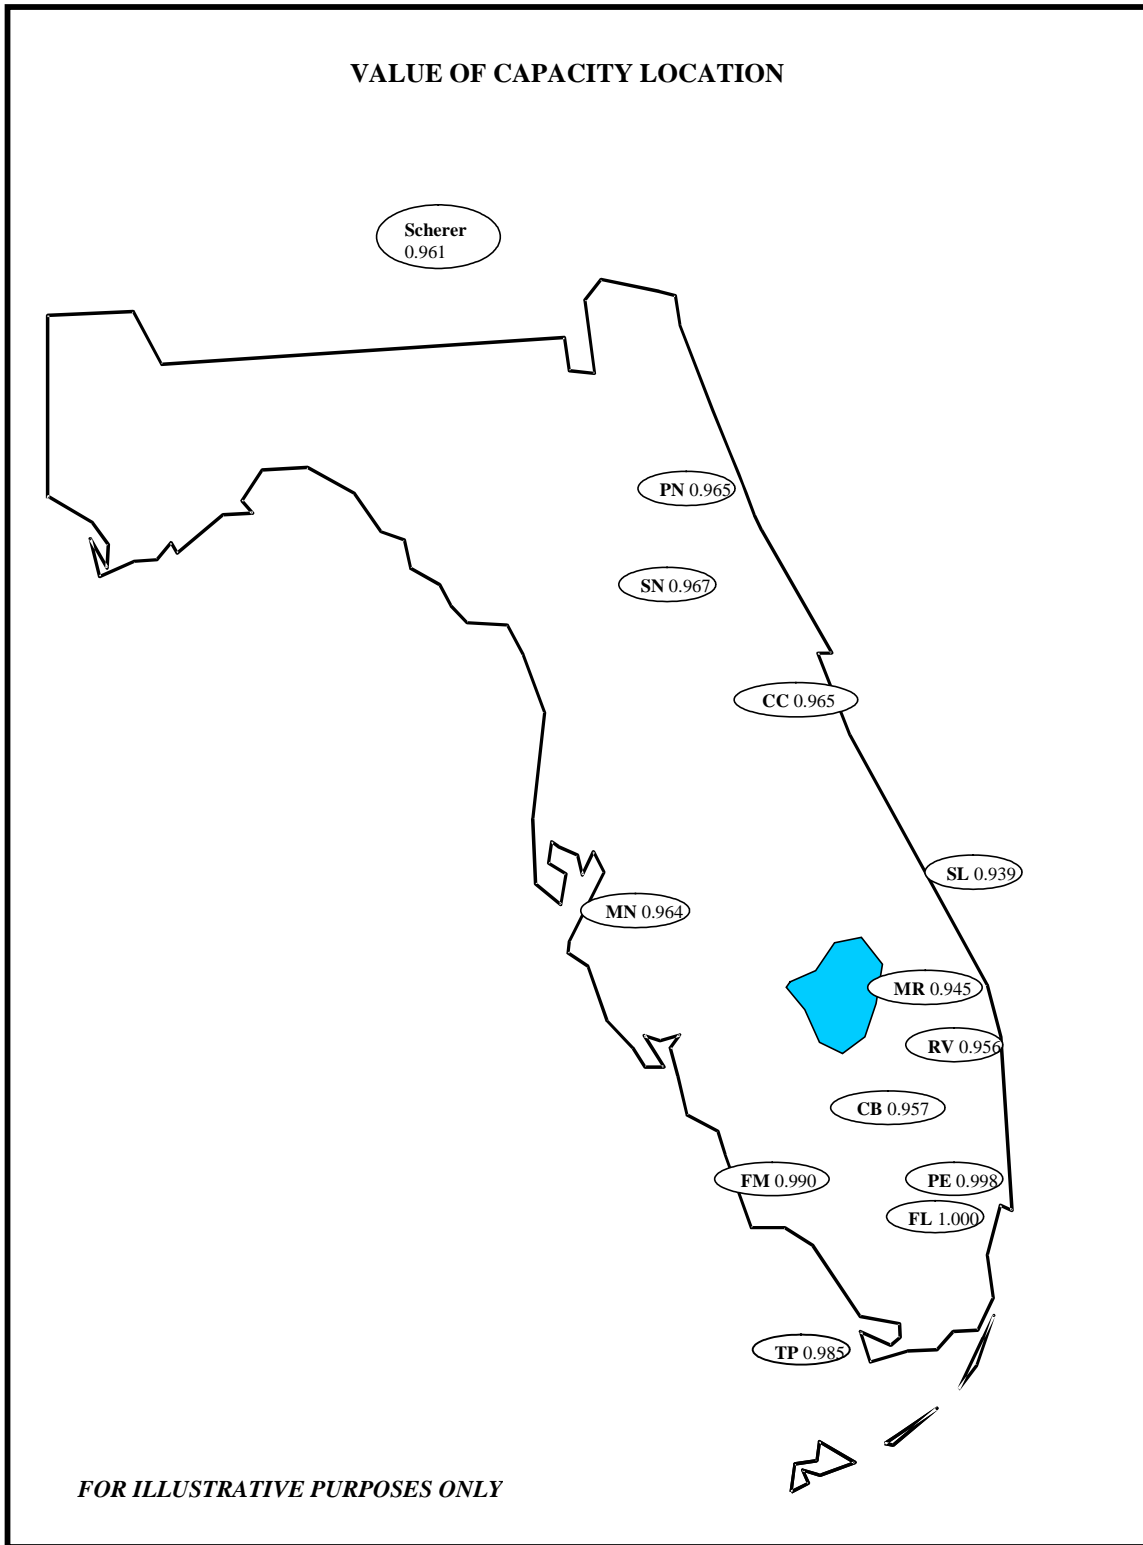 VALUE OF CAPACITY LOCATION
Scherer
0.961
PN 0.965
SN 0.967
CC 0.965
SL 0.939
MN 0.964
MR 0.945
RV 0.956
CB 0.957
FM 0.990
PE 0.998
FL 1.000
TP 0.985
FOR ILLUSTRATIVE PURPOSES ONLY